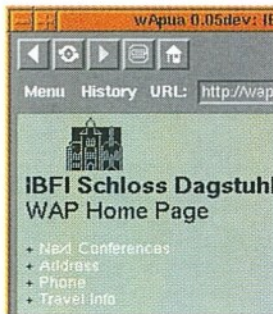 wApua 0.05dev: I
Menu History URL: http://wap
IBFI Schloss Dagstuhl
WAP Home Page
+ Next Conferences
+ Address
+ Phone
+ Travel Info